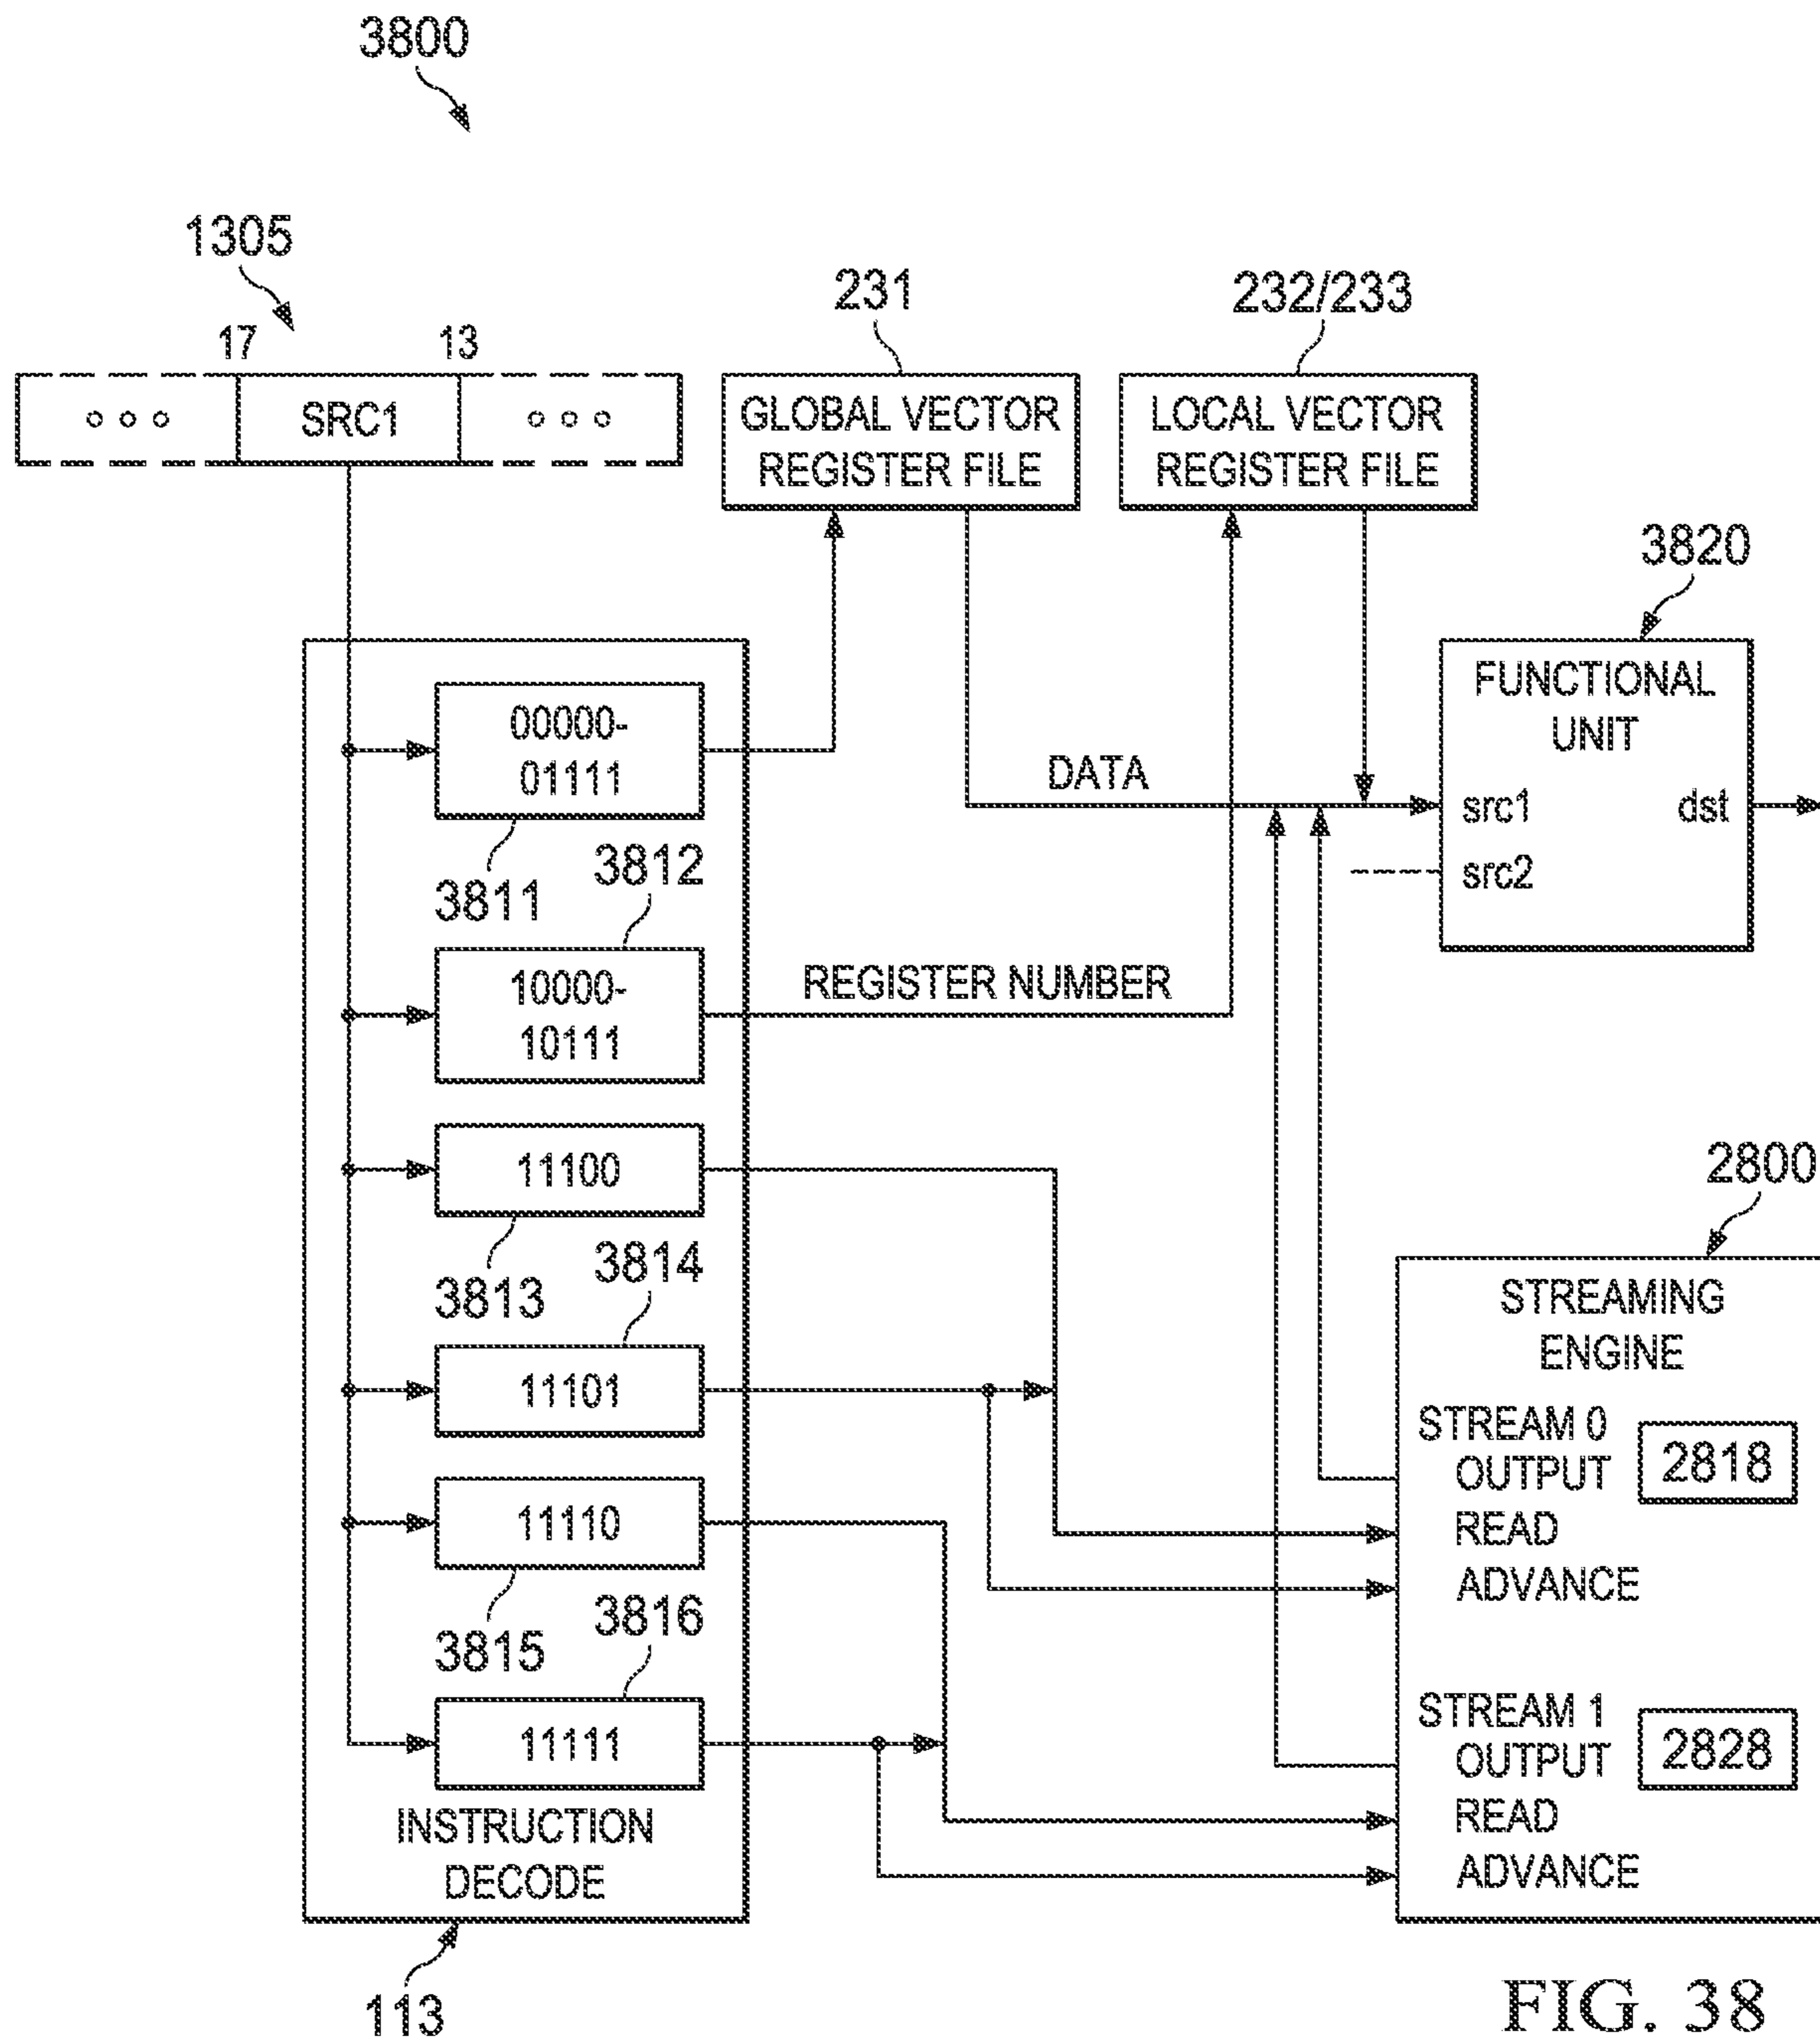 3800
1305
231
232/233
17
13
o o o
SRC1
o o o
GLOBAL VECTOR
REGISTER FILE
LOCAL VECTOR
REGISTER FILE
3820
FUNCTIONAL
UNIT
00000-
01111
DATA
src1
dst
3811
3812
src2
10000-
10111
REGISTER NUMBER
11100
2800
3813
3814
STREAMING
ENGINE
11101
STREAM 0
OUTPUT
2818
READ
ADVANCE
11110
3815
3816
11111
STREAM 1
OUTPUT
2828
READ
ADVANCE
INSTRUCTION
DECODE
113
FIG. 38